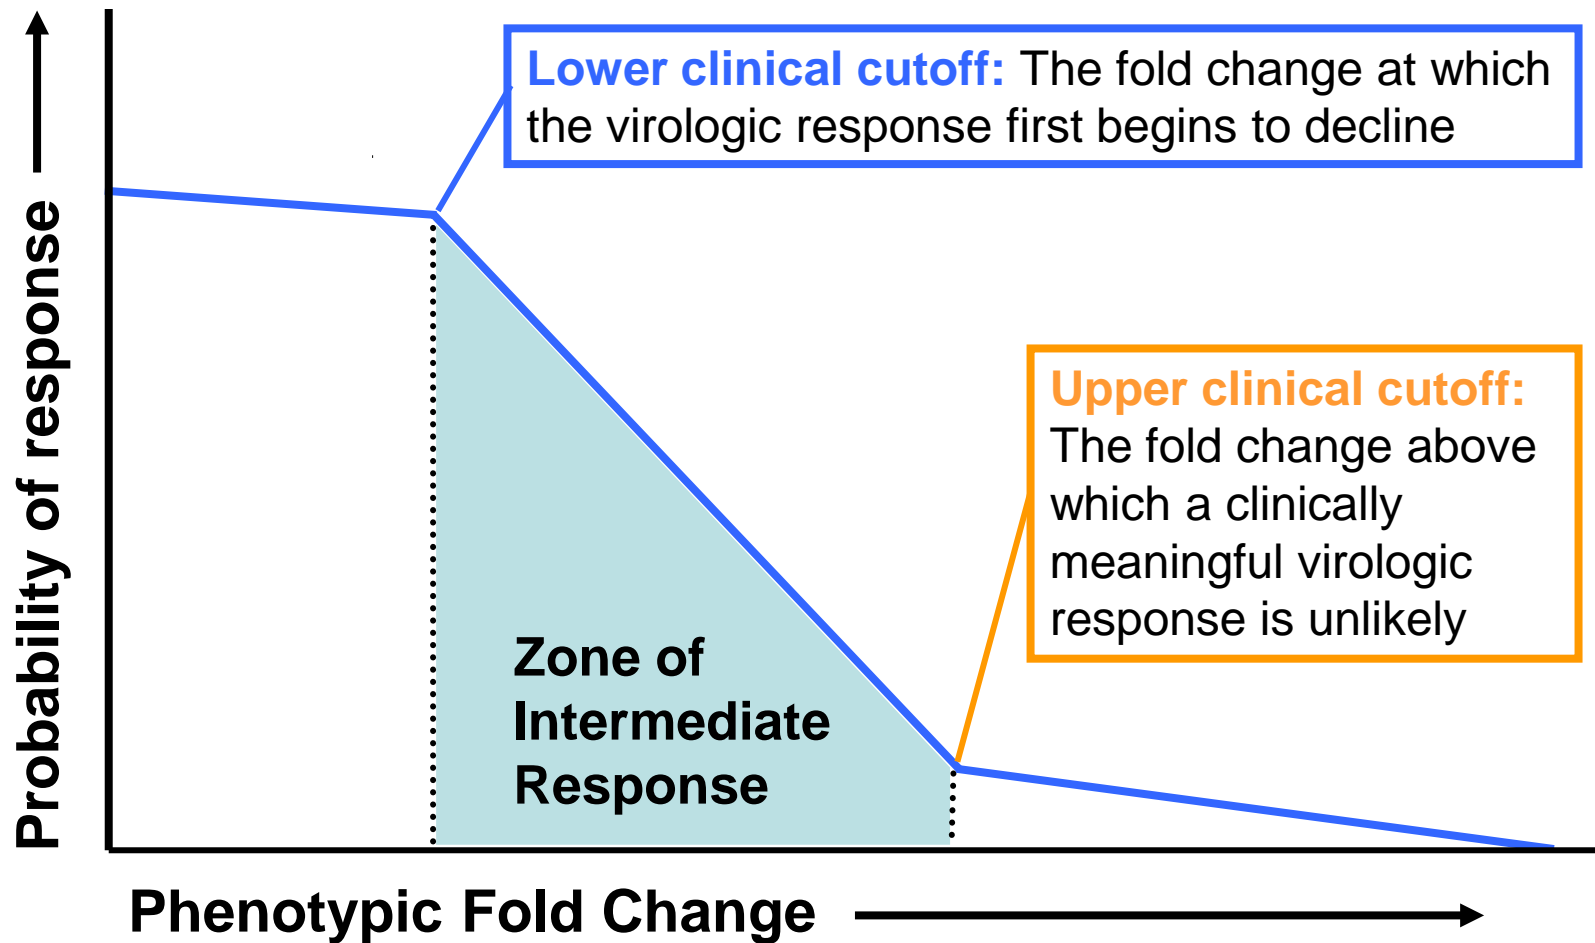 Probability of response
Lower clinical cutoff: The fold change at which
the virologic response first begins to decline
Upper clinical cutoff:
The fold change above
which a clinically
meaningful virologic
response is unlikely
Zone of
Intermediate
Response
Phenotypic Fold Change